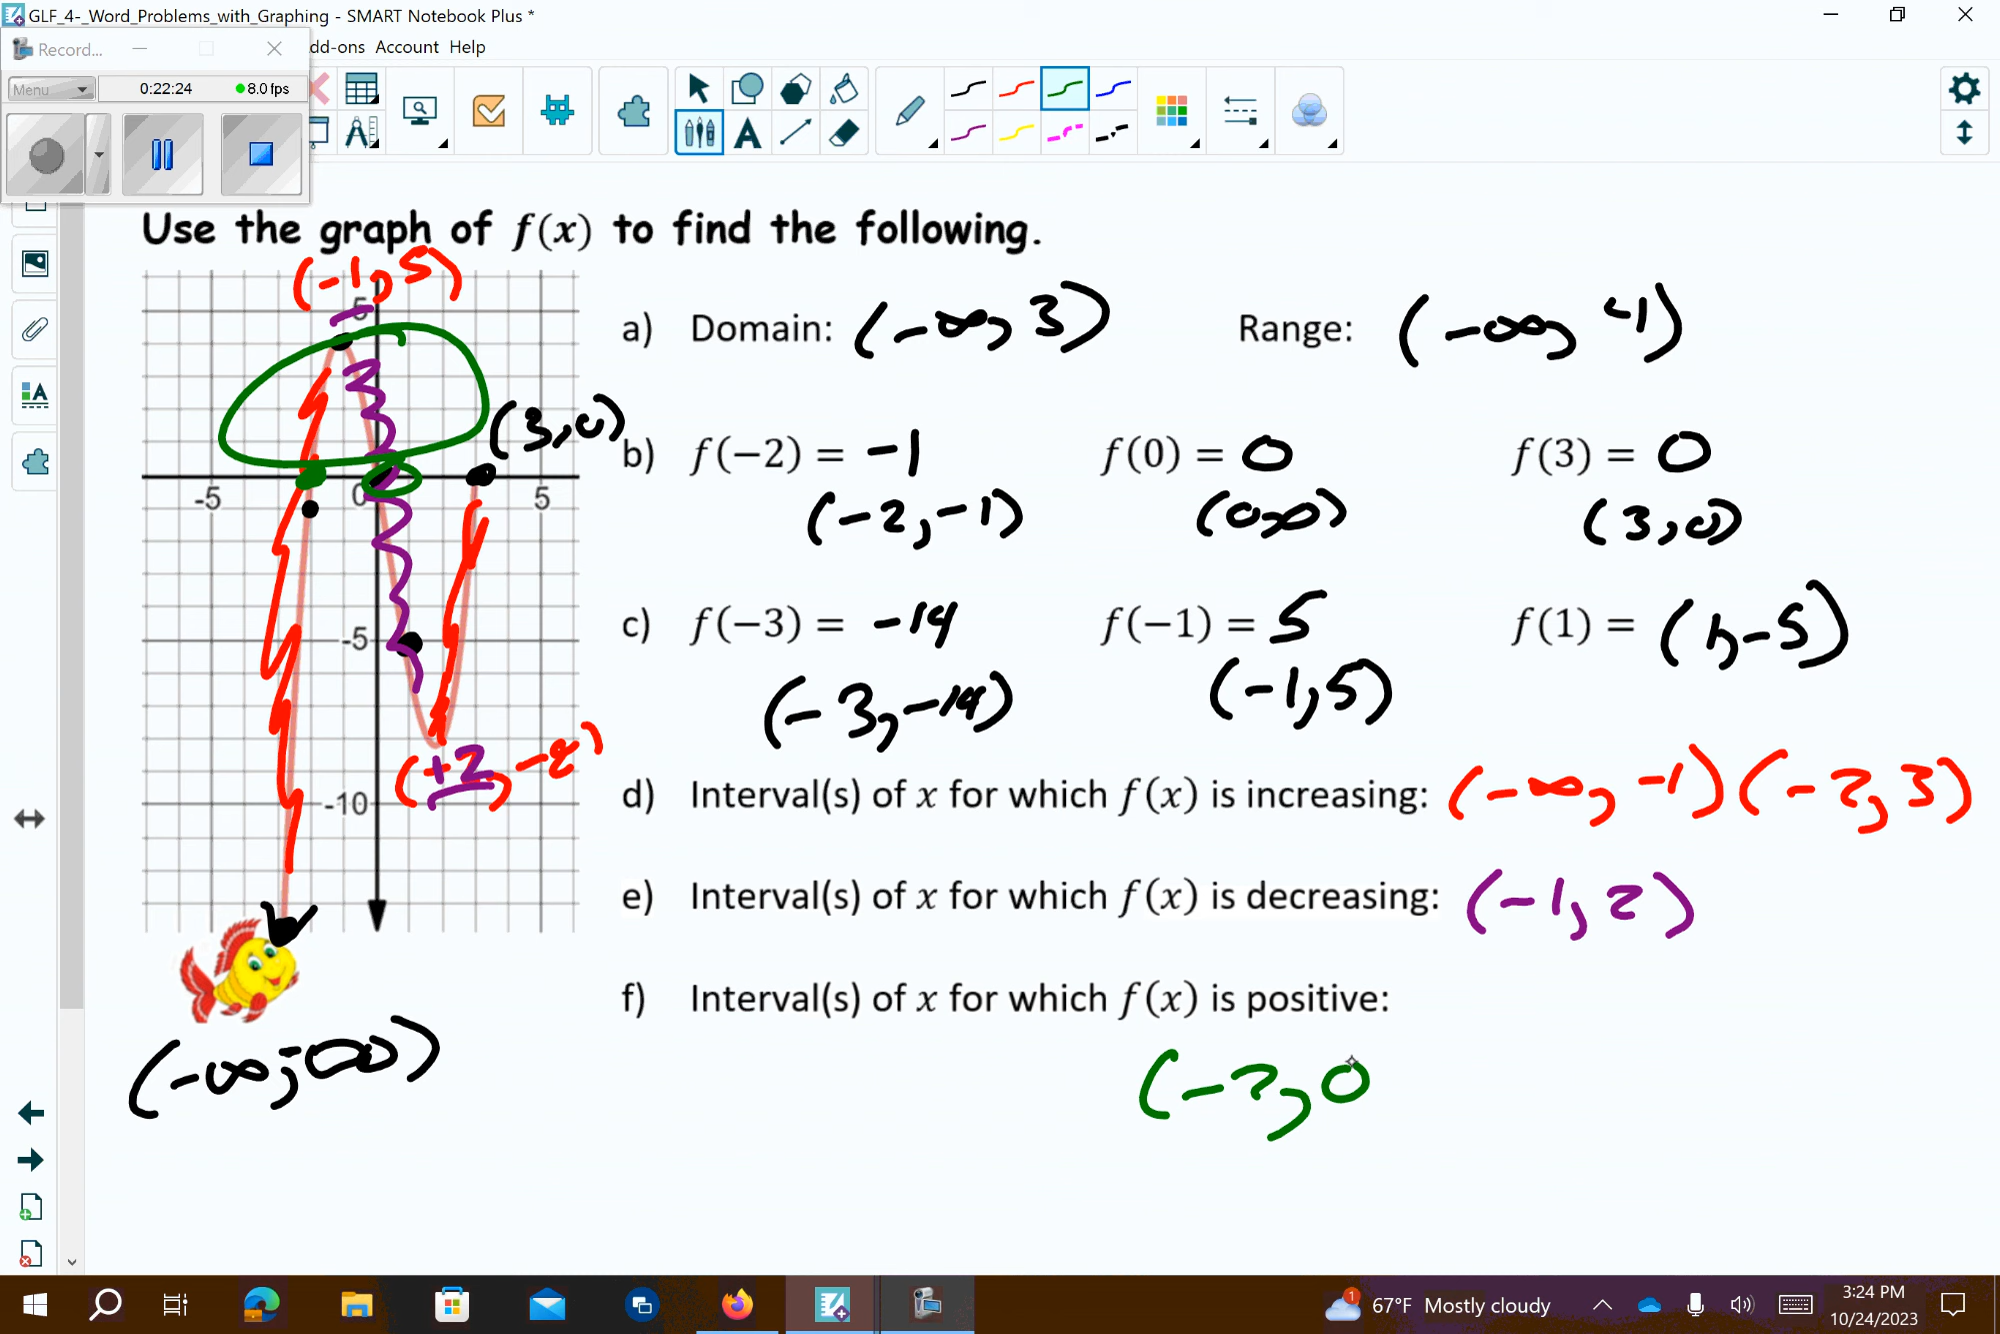 GLF_4-_Word_Problems_with_Graphing - SMART Notebook Plus *
Record...
dd-ons Account Help
Menu 0:22:24 8.0 fps
Use the graph of f(x) to find the following.
(-1, 5)
5
a) Domain: (-∞, 3) Range: (-∞, 4)
(3, 0)
b) f(−2) = -1 f(0) = 0 f(3) = 0
-5 0 5
(-2, -1) (0, 0) (3, 0)
c) f(−3) = -14 f(−1) = 5 f(1) = (1, -5)
-5
(-3, -14) (-1, 5)
(+2, -8)
-10
d) Interval(s) of x for which f(x) is increasing: (-∞, -1) (-2, 3)
e) Interval(s) of x for which f(x) is decreasing: (-1, 2)
f) Interval(s) of x for which f(x) is positive:
(-∞, -∞)
(-2, 0
67°F Mostly cloudy
1
3:24 PM
10/24/2023